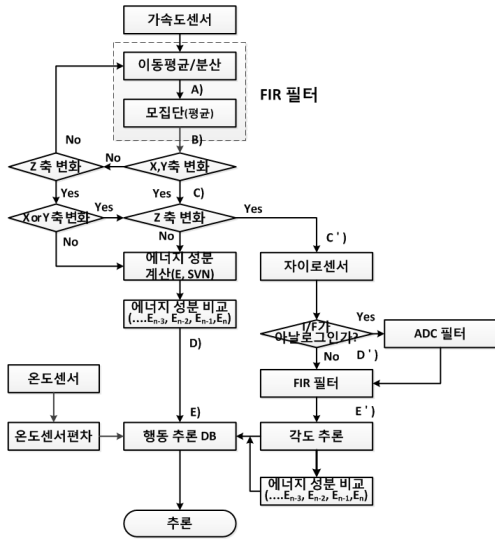 가속도센서
이동평균/분산
A)
FIR 필터
모집단(평균)
B)
No
No
Z 축 변화
X,Y축 변화
Yes
Yes
C)
XorY축 변화
Yes
Z 축 변화
Yes
No
No
C')
에너지 성분
계산(E, SVN)
자이로센서
에너지 성분 비교
(....En-3, En-2, En-1,En)
I/F가
아날로그인가?
Yes
ADC 필터
D)
No
D')
온도센서
FIR 필터
E)
E')
온도센서편차
행동 추론 DB
각도 추론
에너지 성분 비교
(....En-3, En-2, En-1,En)
추론